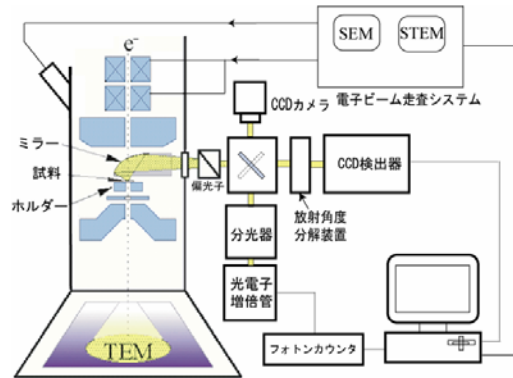 e⁻
SEM
STEM
電子ビーム走査システム
CCDカメラ
ミラー
試料
ホルダー
偏光子
CCD検出器
放射角度
分解装置
分光器
光電子
増倍管
フォトンカウンタ
TEM